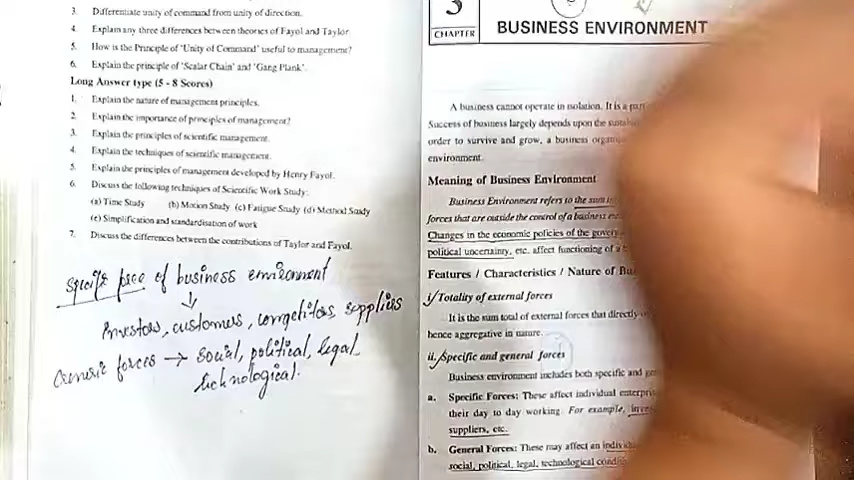 3. Differentiate unity of command from unity of direction.
4. Explain any three differences between theories of Fayol and Taylor
5. How is the Principle of 'Unity of Command' useful to management?
6. Explain the principle of 'Scalar Chain' and 'Gang Plank'.
Long Answer type (5 - 8 Scores)
1. Explain the nature of management principles.
2. Explain the importance of principles of management?
3. Explain the principles of scientific management.
4. Explain the techniques of scientific management.
5. Explain the principles of management developed by Henry Fayol.
6. Discuss the following techniques of Scientific Work Study:
(a) Time Study (b) Motion Study (c) Fatigue Study (d) Method Study
(e) Simplification and standardisation of work
7. Discuss the differences between the contributions of Taylor and Fayol.
of business environment
↓
Investors, customers, competitors, suppliers
forces → social, political, legal
technological.
3
CHAPTER
BUSINESS ENVIRONMENT
A business cannot operate in isolation. It is a
Success of business largely depends upon the
order to survive and grow, a business
environment.
Meaning of Business Environment
Business Environment refers to the sum
forces that are outside the control of a business
Changes in the economic policies of the
political uncertainty, etc. affect functioning of a
Features / Characteristics / Nature of
i. Totality of external forces
It is the sum total of external forces that directly
hence aggregative in nature.
ii. Specific and general forces
Business environment includes both specific and
a. Specific Forces: These affect individual
their day to day working. For example,
suppliers, etc.
b. General Forces: These may affect an
social, political, legal, technological